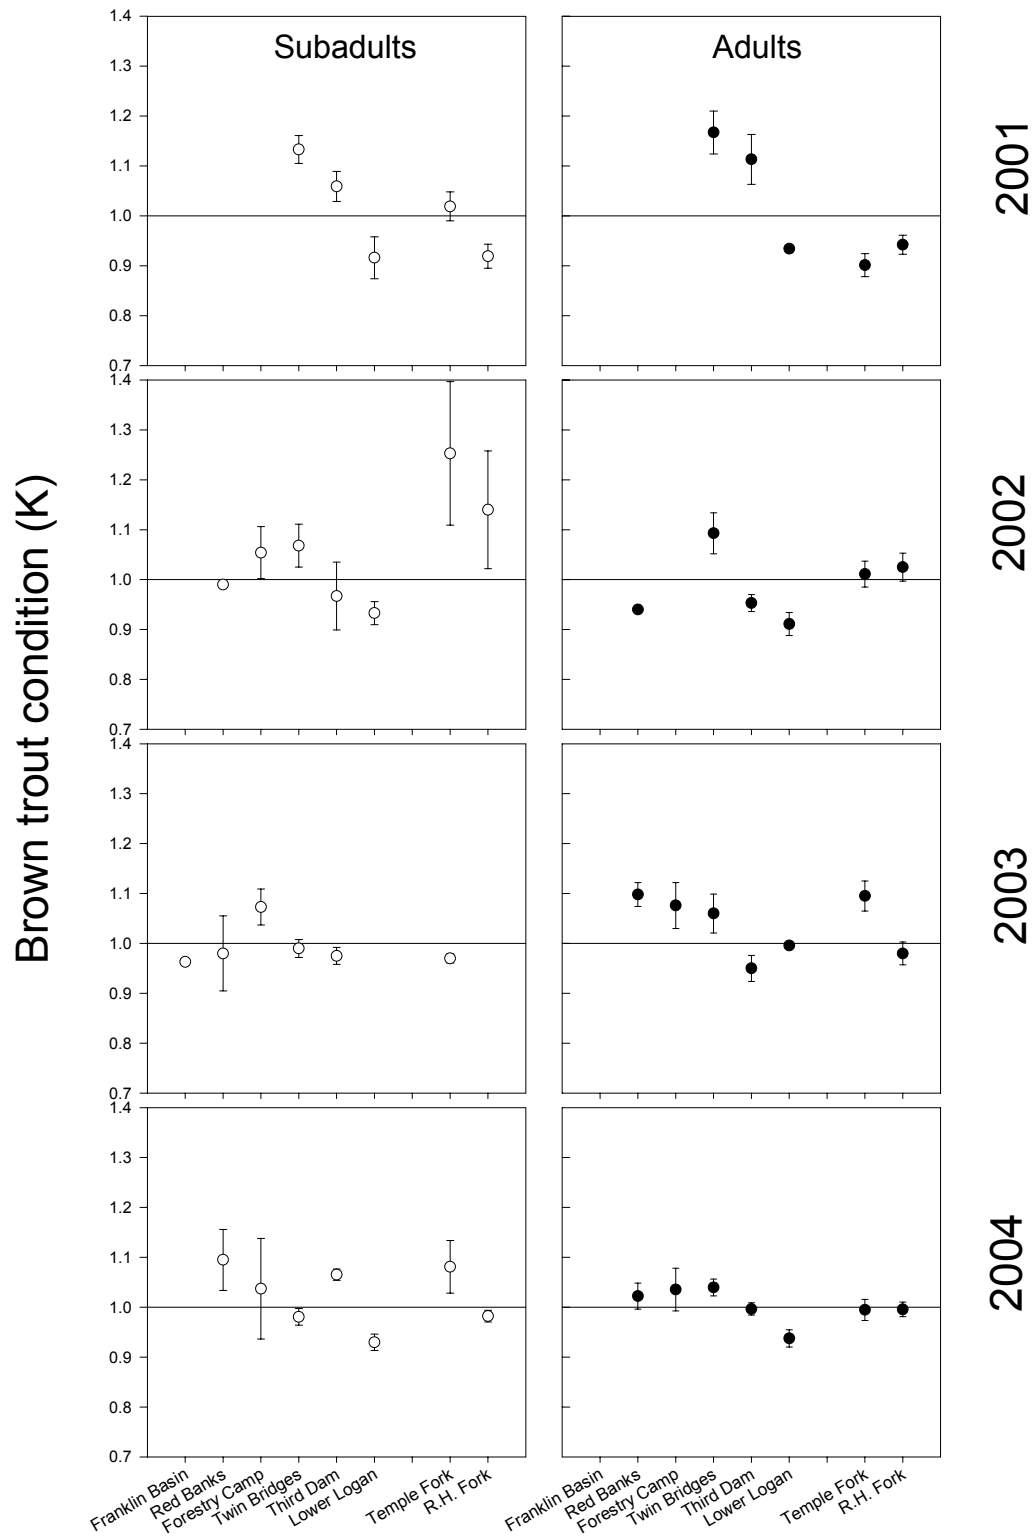 Subadults
Adults
Brown trout condition (K)
1.4
1.3
1.2
1.1
1.0
0.9
0.8
0.7
2001
1.4
1.3
1.2
1.1
1.0
0.9
0.8
0.7
2002
1.4
1.3
1.2
1.1
1.0
0.9
0.8
0.7
2003
1.4
1.3
1.2
1.1
1.0
0.9
0.8
0.7
2004
Franklin Basin
Red Banks
Forestry Camp
Twin Bridges
Third Dam
Lower Logan
Temple Fork
R.H. Fork
Franklin Basin
Red Banks
Forestry Camp
Twin Bridges
Third Dam
Lower Logan
Temple Fork
R.H. Fork